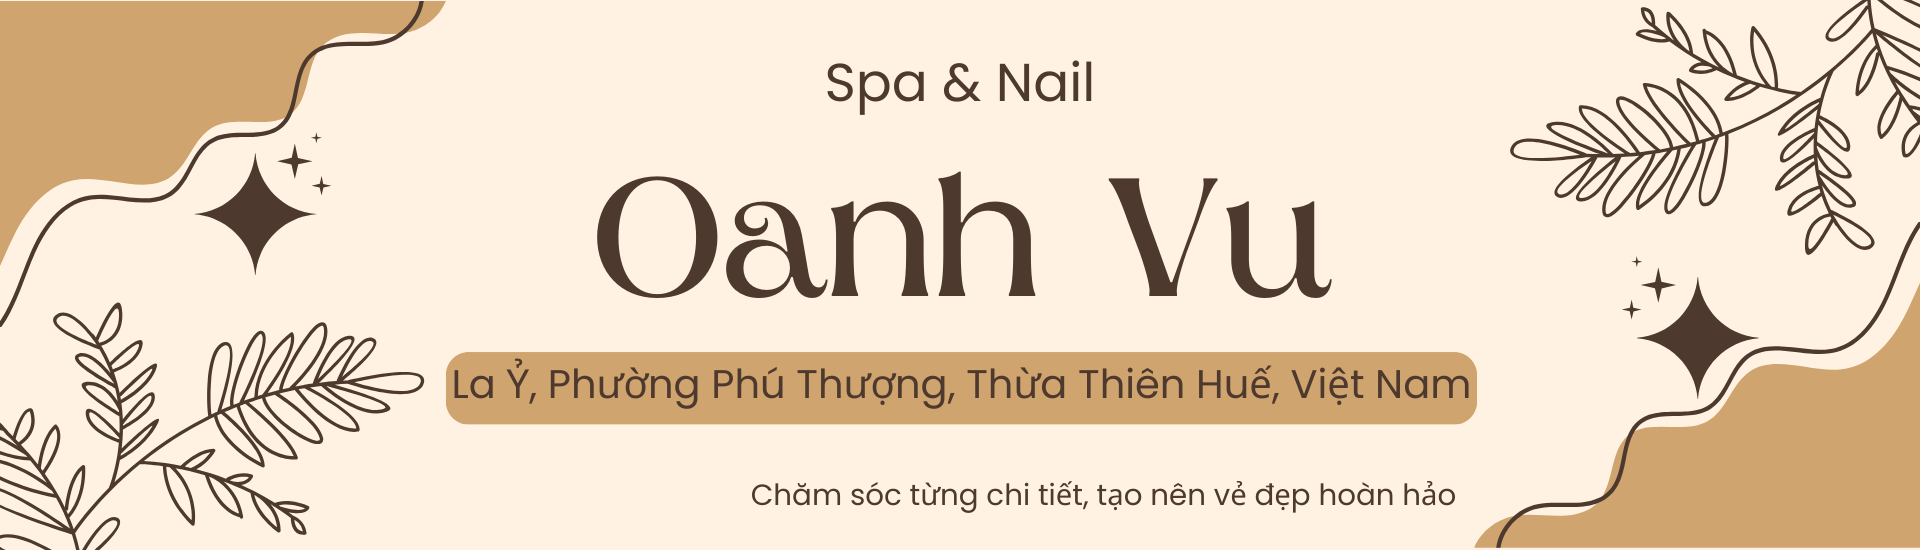 Spa & Nail
Oanh Vu
La Ỷ, Phường Phú Thượng, Thừa Thiên Huế, Việt Nam
Chăm sóc từng chi tiết, tạo nên vẻ đẹp hoàn hảo